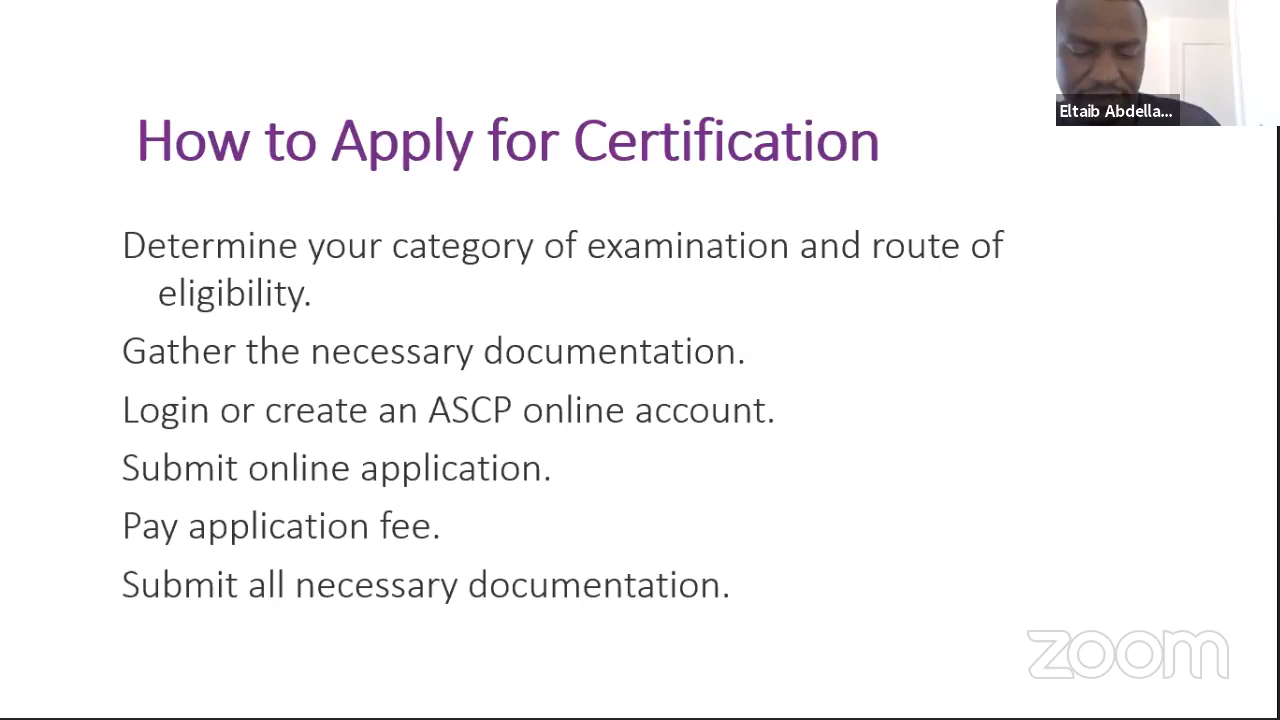 Eltaib Abdella...
How to Apply for Certification
Determine your category of examination and route of
eligibility.
Gather the necessary documentation.
Login or create an ASCP online account.
Submit online application.
Pay application fee.
Submit all necessary documentation.
zoom